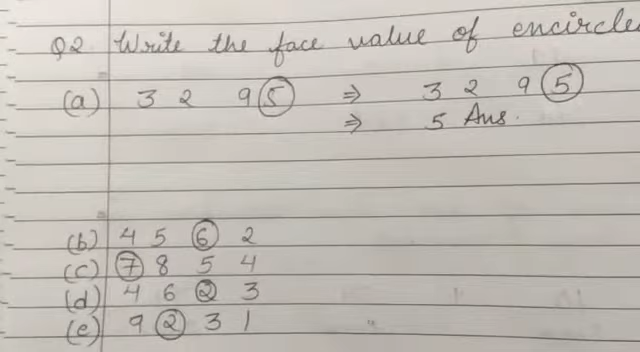 Q2 Write the face value of encircle
(a) 3 2 9 5 ⇒ 3 2 9 5
⇒ 5 Ans.
(b) 4 5 6 2
(c) 7 8 5 4
(d) 4 6 2 3
(e) 9 2 3 1